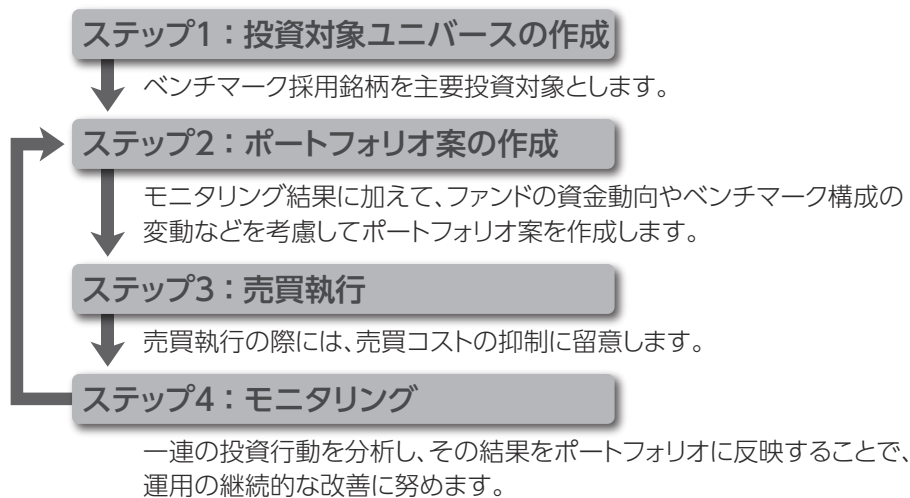 ステップ1：投資対象ユニバースの作成
ベンチマーク採用銘柄を主要投資対象とします。
ステップ2：ポートフォリオ案の作成
モニタリング結果に加えて、ファンドの資金動向やベンチマーク構成の
変動などを考慮してポートフォリオ案を作成します。
ステップ3：売買執行
売買執行の際には、売買コストの抑制に留意します。
ステップ4：モニタリング
一連の投資行動を分析し、その結果をポートフォリオに反映することで、
運用の継続的な改善に努めます。